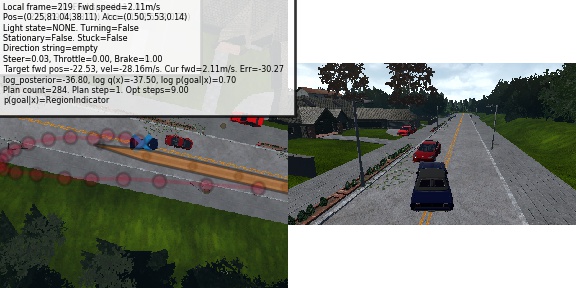 Local frame=219. Fwd speed=2.11m/s
Pos=(0.25,81.04;38.11), Acc=(0.50,5.53;0.14)
Light state=NONE. Turning=False
Stationary=False. Stuck=False
Direction string=empty
Steer=0.03, Throttle=0.00, Brake=1.00
Target fwd pos=-22.53, vel=-28.16m/s. Cur fwd=2.11m/s. Err=-30.27
log_posterior=-36.80, log q(x)=-37.50, log p(goal|x)=0.70
Plan count=284. Plan step=1. Opt steps=9.00
p(goal|x)=RegionIndicator